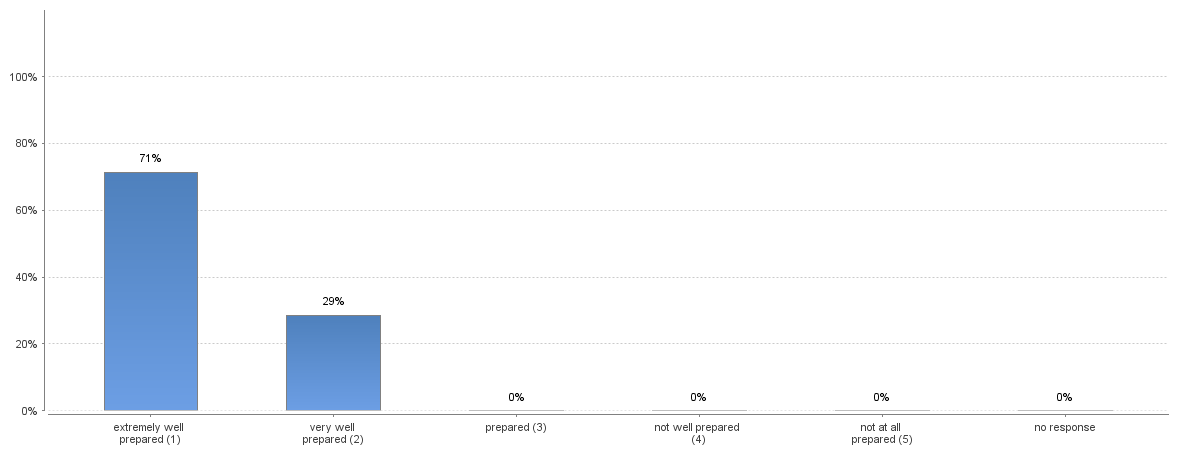 100%
80%
60%
40%
20%
0%
71%
29%
0%
0%
0%
0%
extremely well
prepared (1)
very well
prepared (2)
prepared (3)
not well prepared
(4)
not at all
prepared (5)
no response